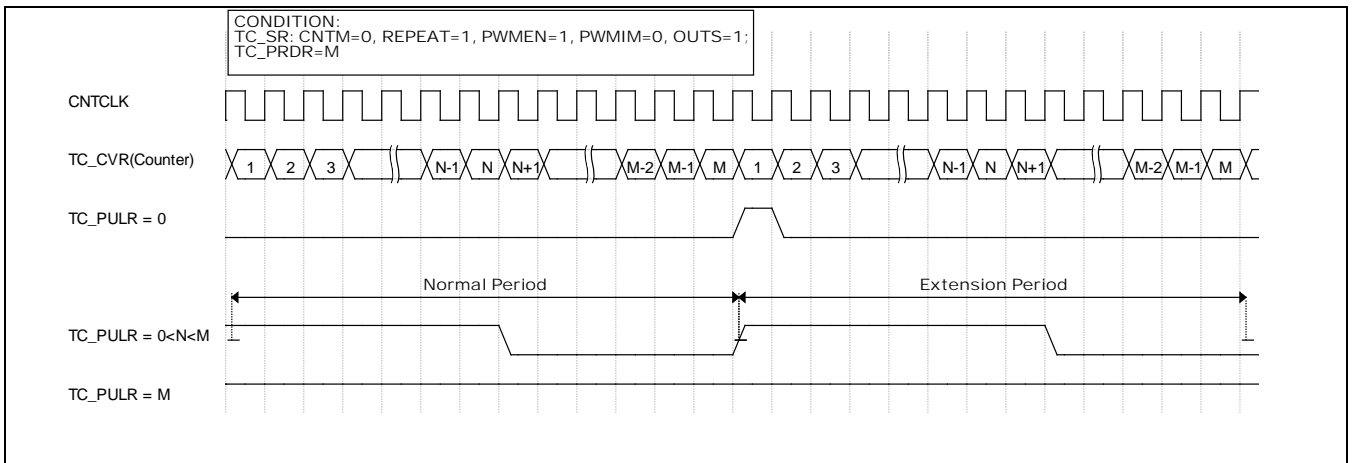 CONDITION:
TC_SR: CNTM=0, REPEAT=1, PWMEN=1, PWMIM=0, OUTS=1;
TC_PRDR=M
CNTCLK
TC_CVR(Counter) 1 2 3 N-1 N N+1 M-2 M-1 M 1 2 3 N-1 N N+1 M-2 M-1 M
TC_PULR = 0
Normal Period Extension Period
TC_PULR = 0<N<M
TC_PULR = M